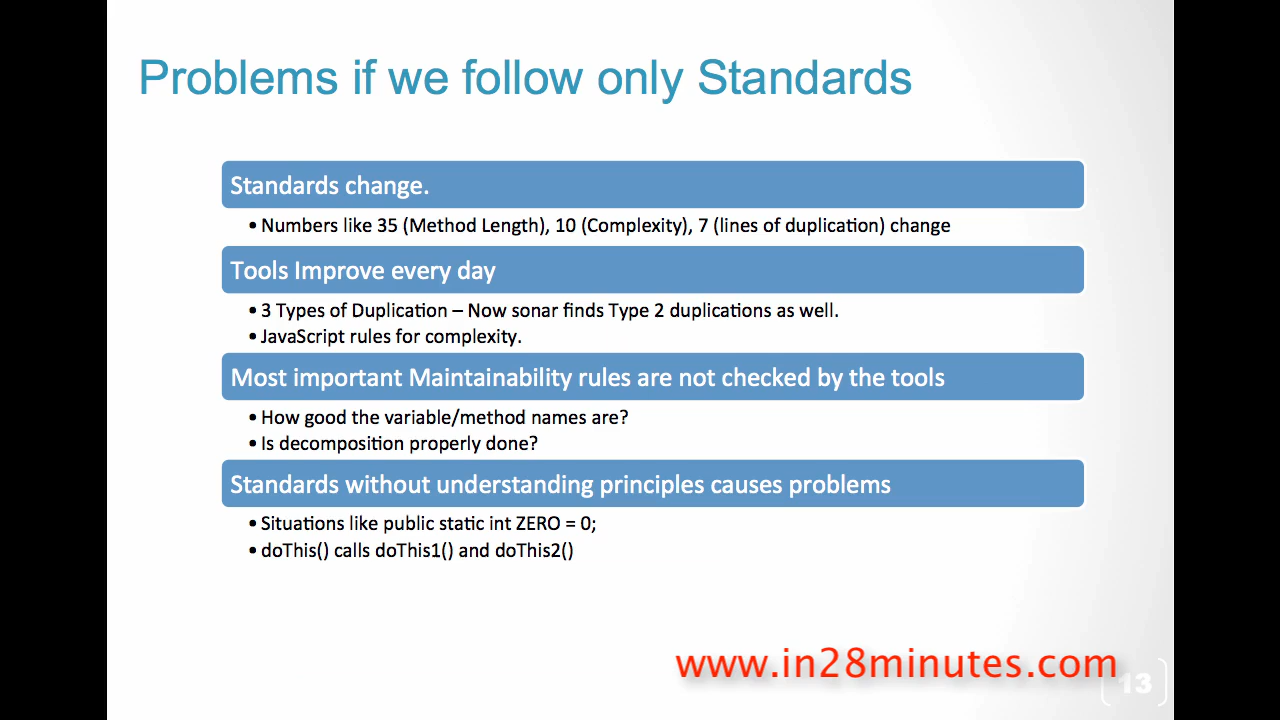 Problems if we follow only Standards
Standards change.
• Numbers like 35 (Method Length), 10 (Complexity), 7 (lines of duplication) change
Tools Improve every day
• 3 Types of Duplication – Now sonar finds Type 2 duplications as well.
• JavaScript rules for complexity.
Most important Maintainability rules are not checked by the tools
• How good the variable/method names are?
• Is decomposition properly done?
Standards without understanding principles causes problems
• Situations like public static int ZERO = 0;
• doThis() calls doThis1() and doThis2()
www.in28minutes.com
13